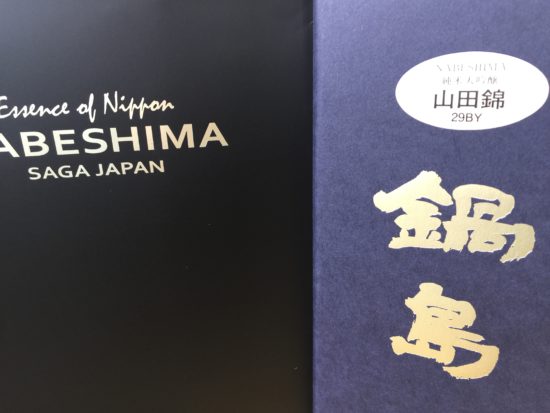 Essence of Nippon
ABESHIMA
SAGA JAPAN
NABESHIMA
純米大吟醸
山田錦
29BY
鍋
島